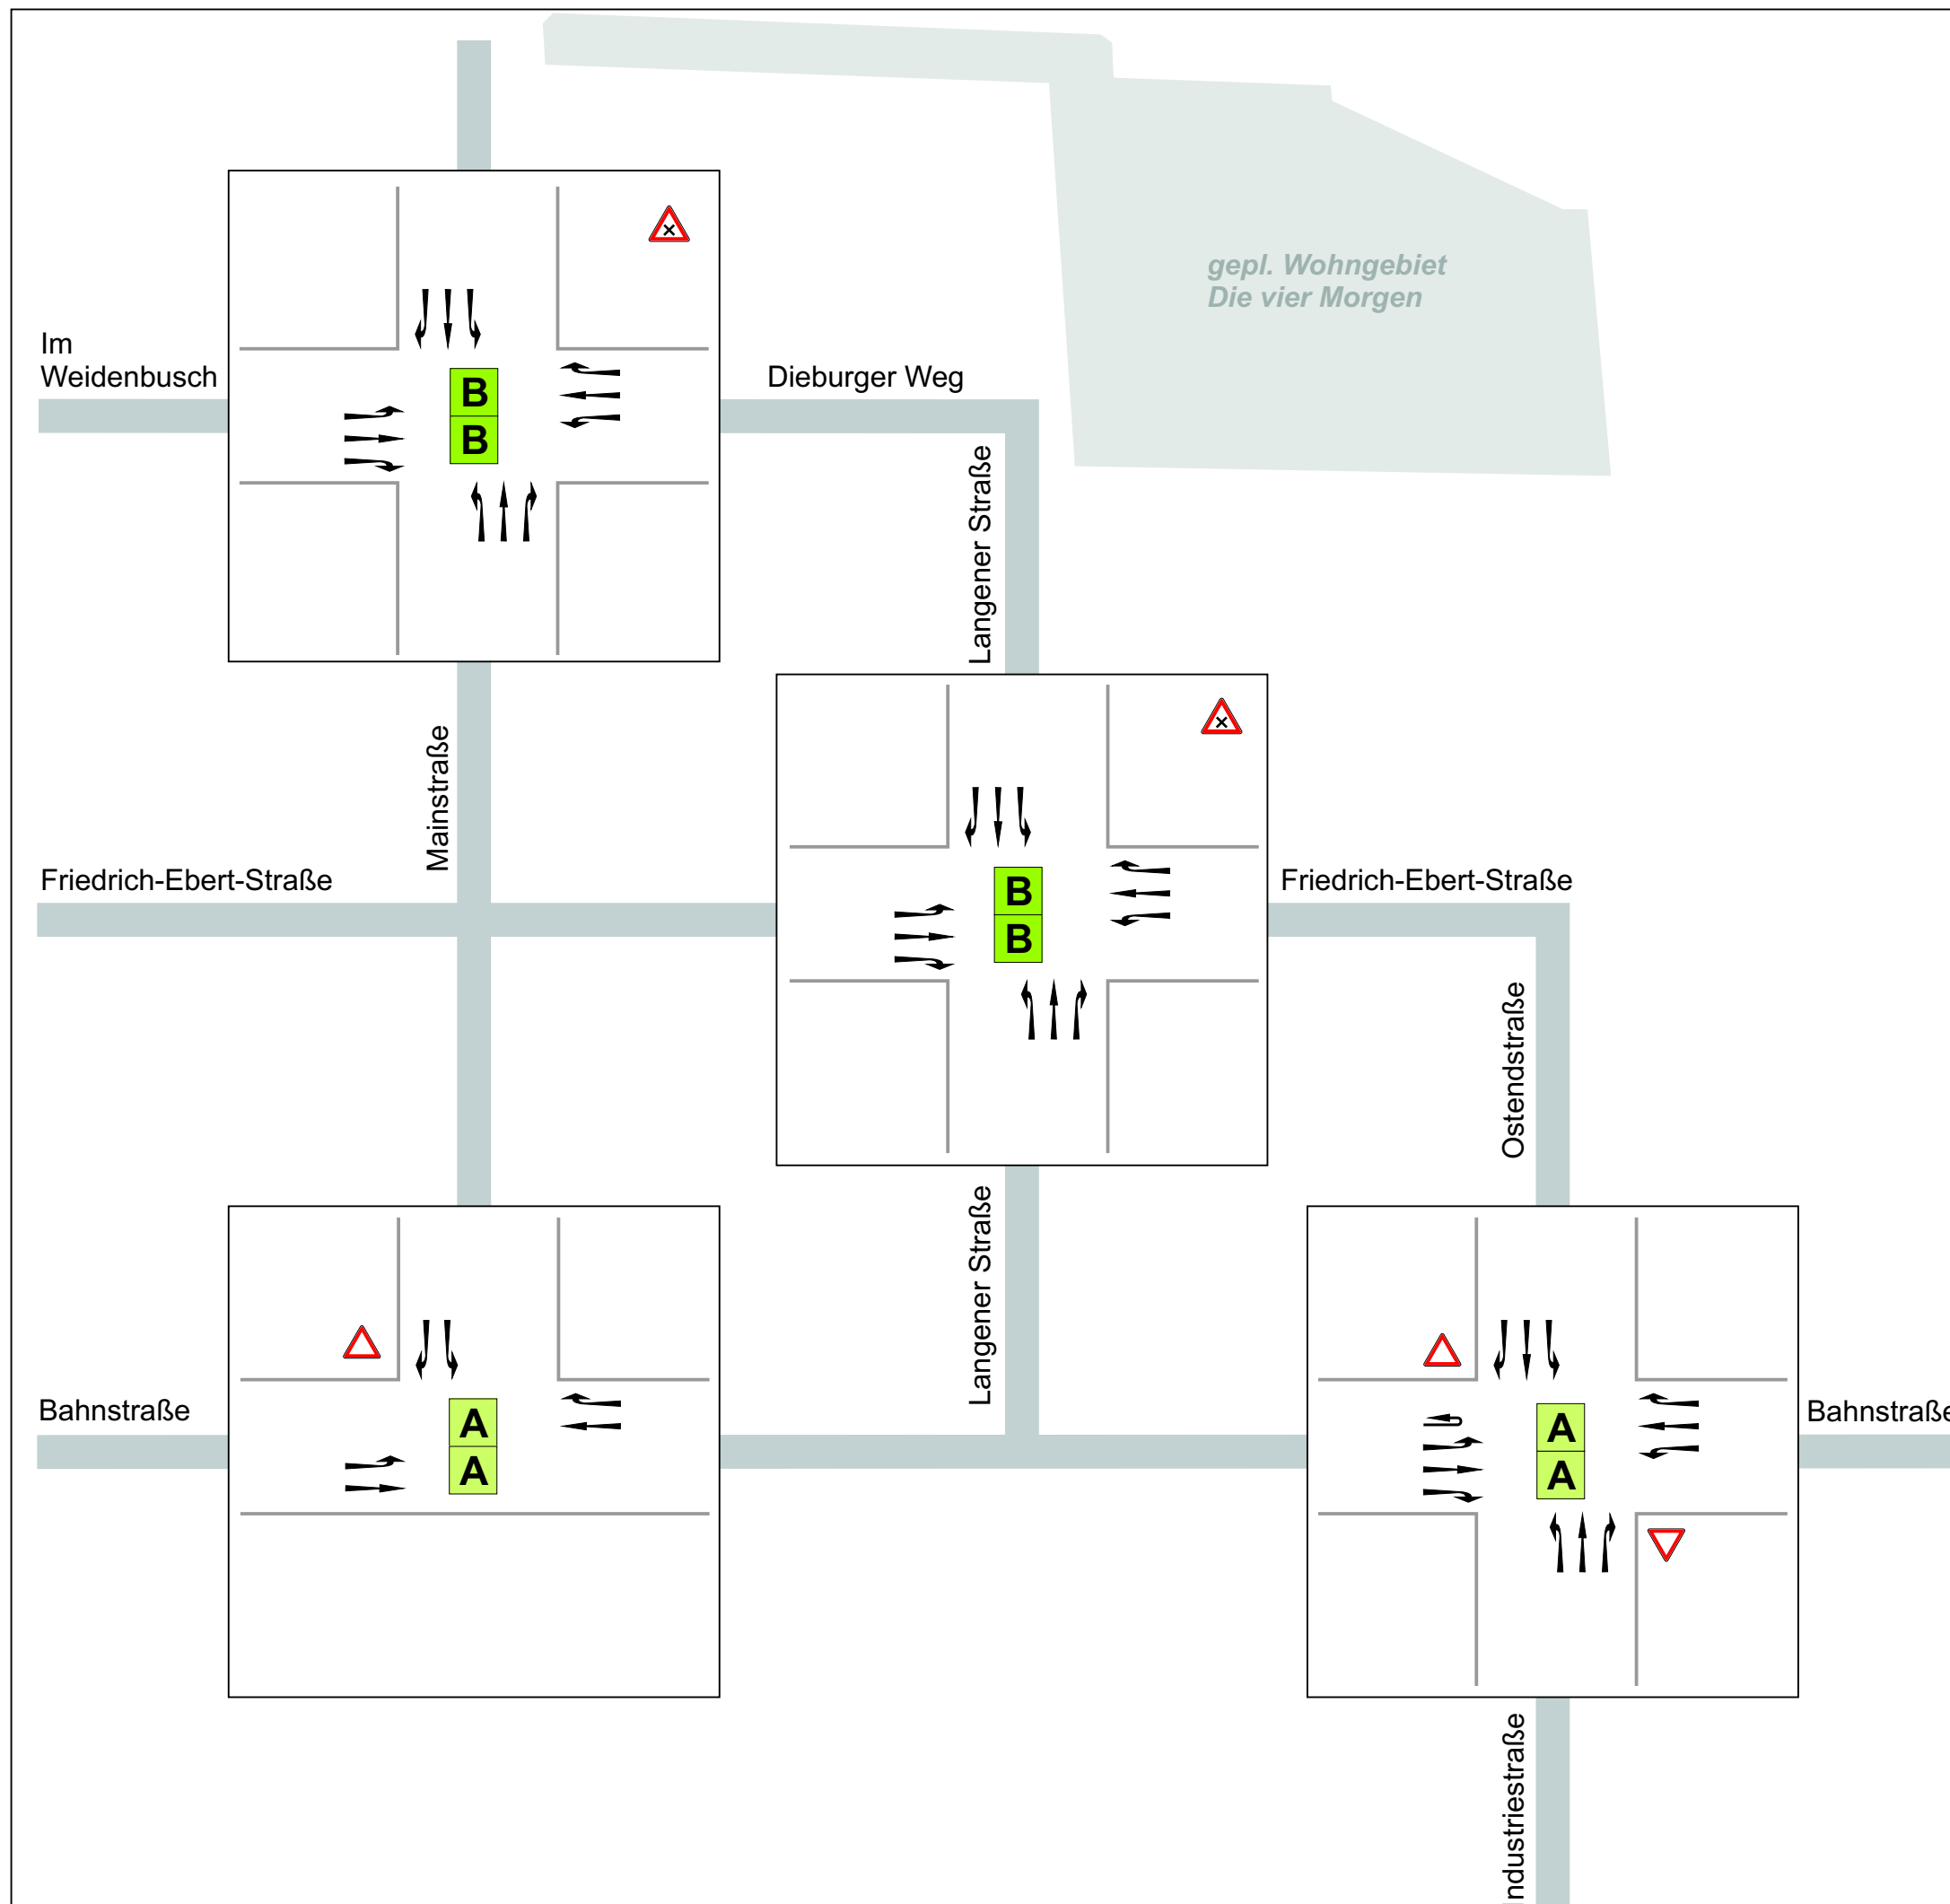 gepl. Wohngebiet
Die vier Morgen
Im
Weidenbusch
Dieburger Weg
B
B
Langener Straße
Mainstraße
Friedrich-Ebert-Straße
Friedrich-Ebert-Straße
B
B
Ostendstraße
Langener Straße
Bahnstraße
A
A
A
A
Bahnstraße
ndustriestraße